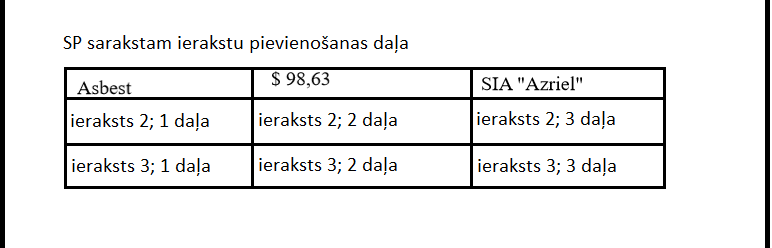 SP sarakstam ierakstu pievienošanas daļa
Asbest $ 98,63 SIA "Azriel"
ieraksts 2; 1 daļa ieraksts 2; 2 daļa ieraksts 2; 3 daļa
ieraksts 3; 1 daļa ieraksts 3; 2 daļa ieraksts 3; 3 daļa